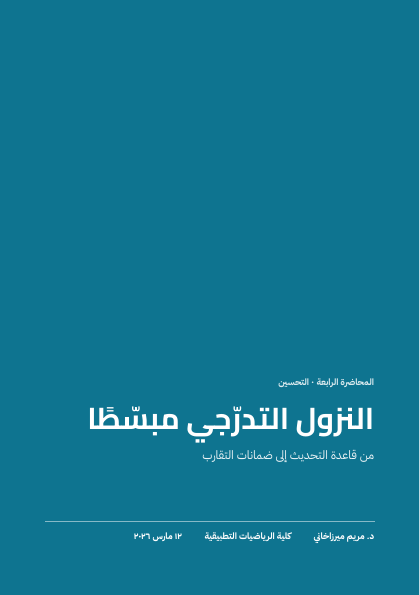 المحاضرة الرابعة · التحسين
النزول التدرّجي مبسّطًا
من قاعدة التحديث إلى ضمانات التقارب
د. مريم ميرزاخاني كلية الرياضيات التطبيقية ١٢ مارس ٢٠٢٦